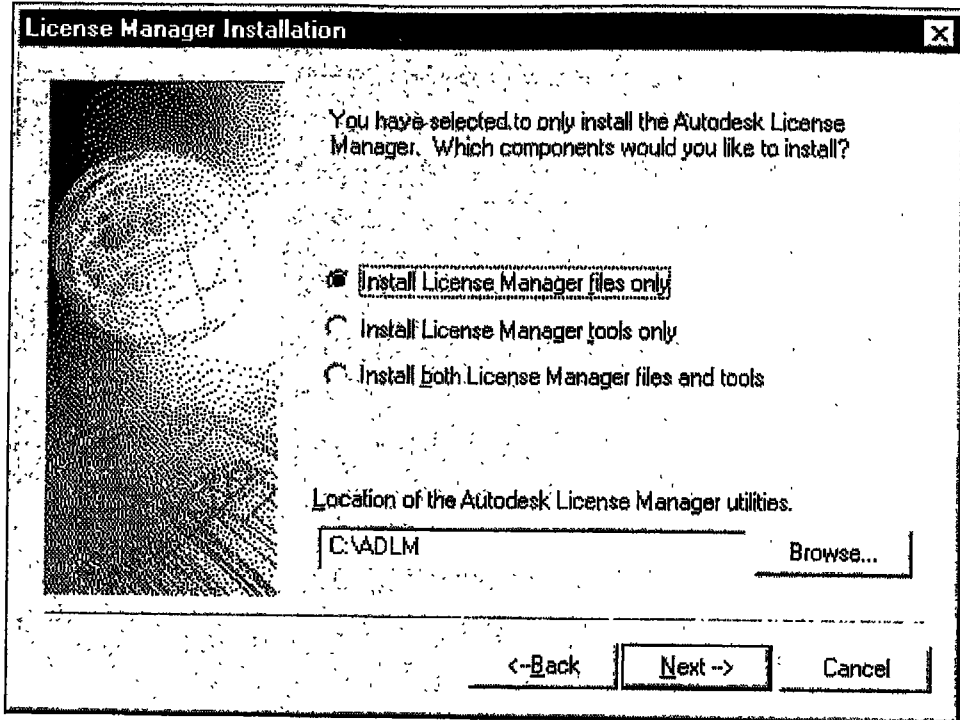 License Manager Installation
You have selected to only install the Autodesk License
Manager. Which components would you like to install?
Install License Manager files only
Install License Manager tools only
Install both License Manager files and tools
Location of the Autodesk License Manager utilities.
C:\ADLM
Browse...
<--Back
Next -->
Cancel